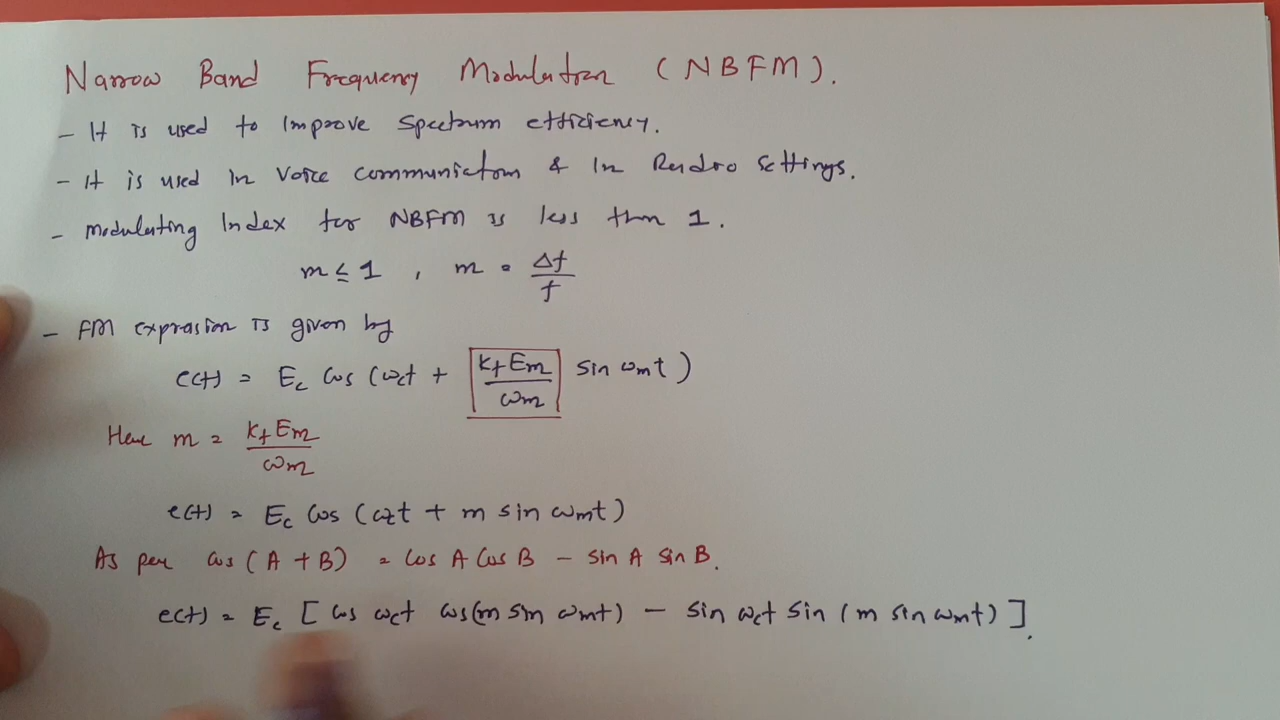 Narrow Band Frequency Modulation (NBFM).
- It is used to improve spectrum efficiency.
- It is used in voice communiction & in Radio settings.
- Modulating Index for NBFM is less than 1.
m ≤ 1 , m = Δf / f
- FM exprssion is given by
e(t) = Ec cos (ωct + [kf Em / ωm] sin ωmt )
Here m = kf Em / ωm
e(t) = Ec cos (ωct + m sin ωmt)
As per cos (A + B) = cos A cos B - sin A sin B.
e(t) = Ec [ cos ωct cos(m sin ωmt) - sin ωct sin (m sin ωmt) ].